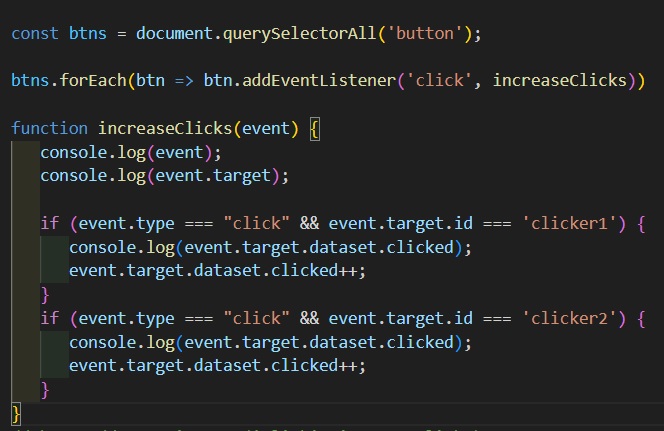 const btns = document.querySelectorAll('button');
btns.forEach(btn => btn.addEventListener('click', increaseClicks))
function increaseClicks(event) {
console.log(event);
console.log(event.target);
if (event.type === "click" && event.target.id === 'clicker1') {
console.log(event.target.dataset.clicked);
event.target.dataset.clicked++;
}
if (event.type === "click" && event.target.id === 'clicker2') {
console.log(event.target.dataset.clicked);
event.target.dataset.clicked++;
}
}